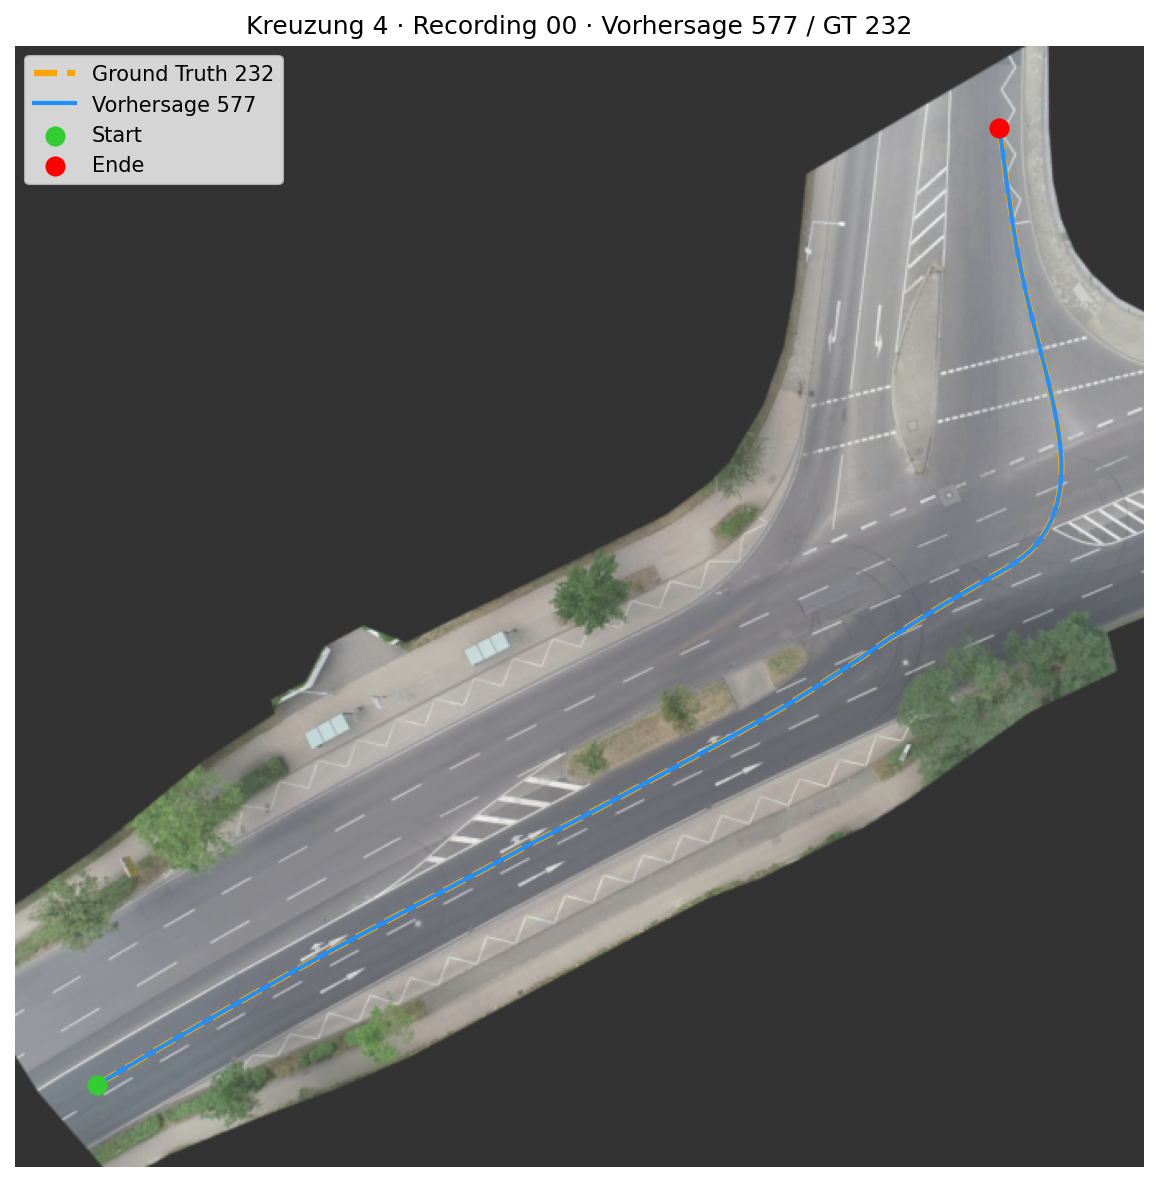 Kreuzung 4 · Recording 00 · Vorhersage 577 / GT 232
Ground Truth 232
Vorhersage 577
Start
Ende